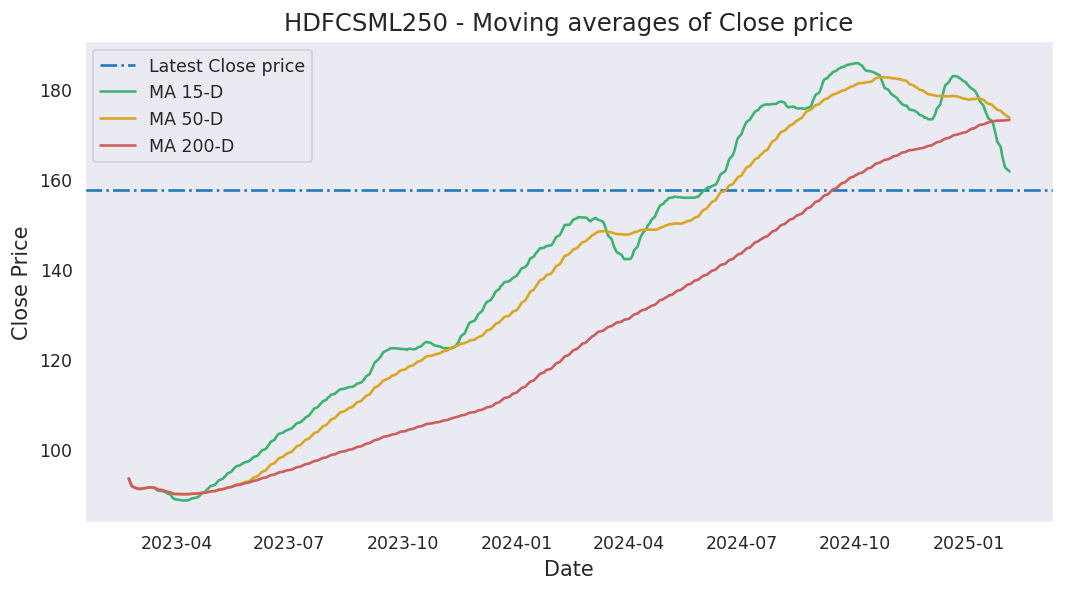 HDFCSML250 - Moving averages of Close price
Latest Close price
MA 15-D
MA 50-D
MA 200-D
Close Price
180
160
140
120
100
2023-04
2023-07
2023-10
2024-01
2024-04
2024-07
2024-10
2025-01
Date